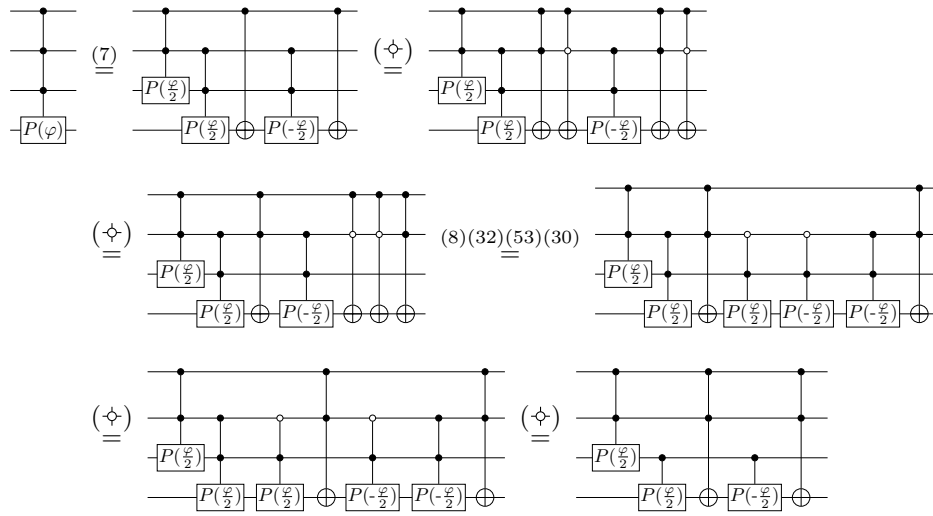 (7) = P(φ/2) (✧) = P(φ/2)
P(φ) P(φ/2) P(-φ/2) P(φ/2) P(-φ/2)
(✧) = P(φ/2) (8)(32)(53)(30) = P(φ/2)
P(φ/2) P(-φ/2) P(φ/2) P(φ/2) P(-φ/2) P(-φ/2)
(✧) = P(φ/2) (✧) = P(φ/2)
P(φ/2) P(φ/2) P(-φ/2) P(-φ/2) P(φ/2) P(-φ/2)